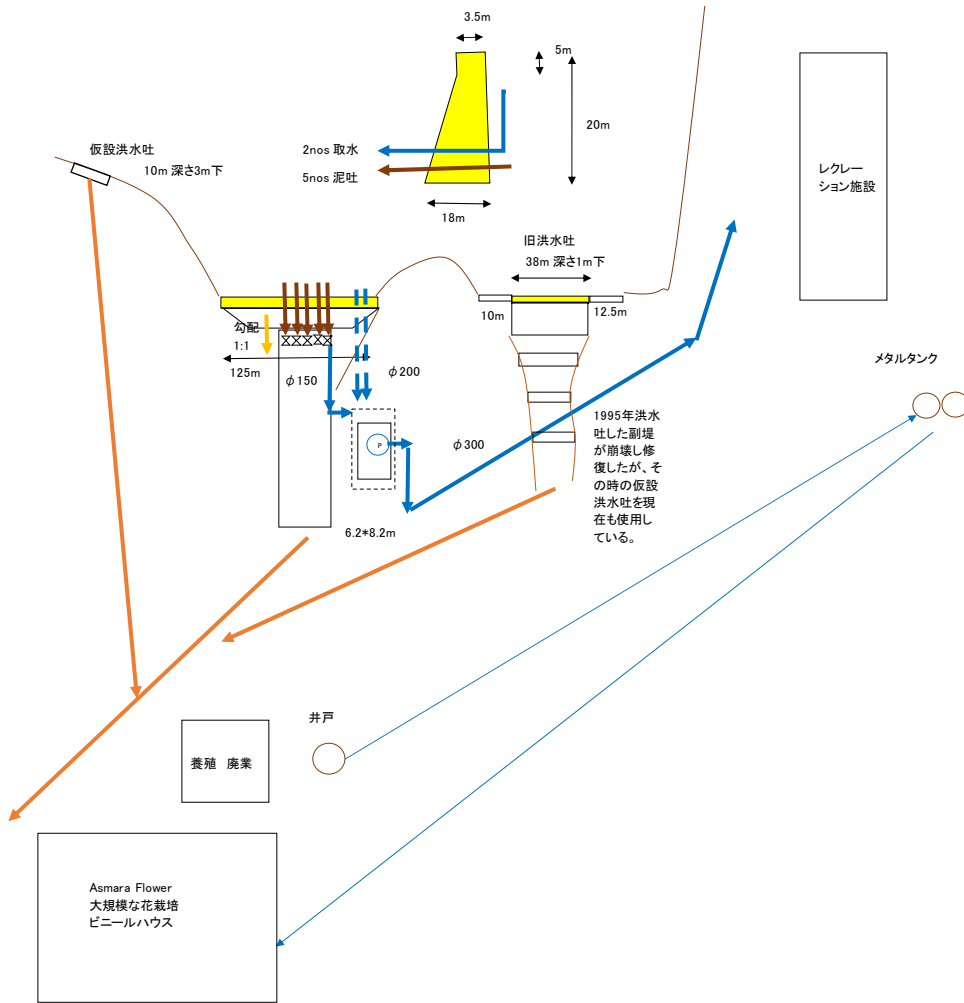 3.5m
5m
20m
2nos 取水
5nos 泥吐
18m
仮設洪水吐
10m 深さ3m下
レクレー
ション施設
旧洪水吐
38m 深さ1m下
10m
12.5m
勾配
1:1
125m
φ150
φ200
メタルタンク
P
φ300
1995年洪水
吐した副堤
が崩壊し修
復したが、そ
の時の仮設
洪水吐を現
在も使用し
ている。
6.2*8.2m
井戸
養殖 廃業
Asmara Flower
大規模な花栽培
ビニールハウス